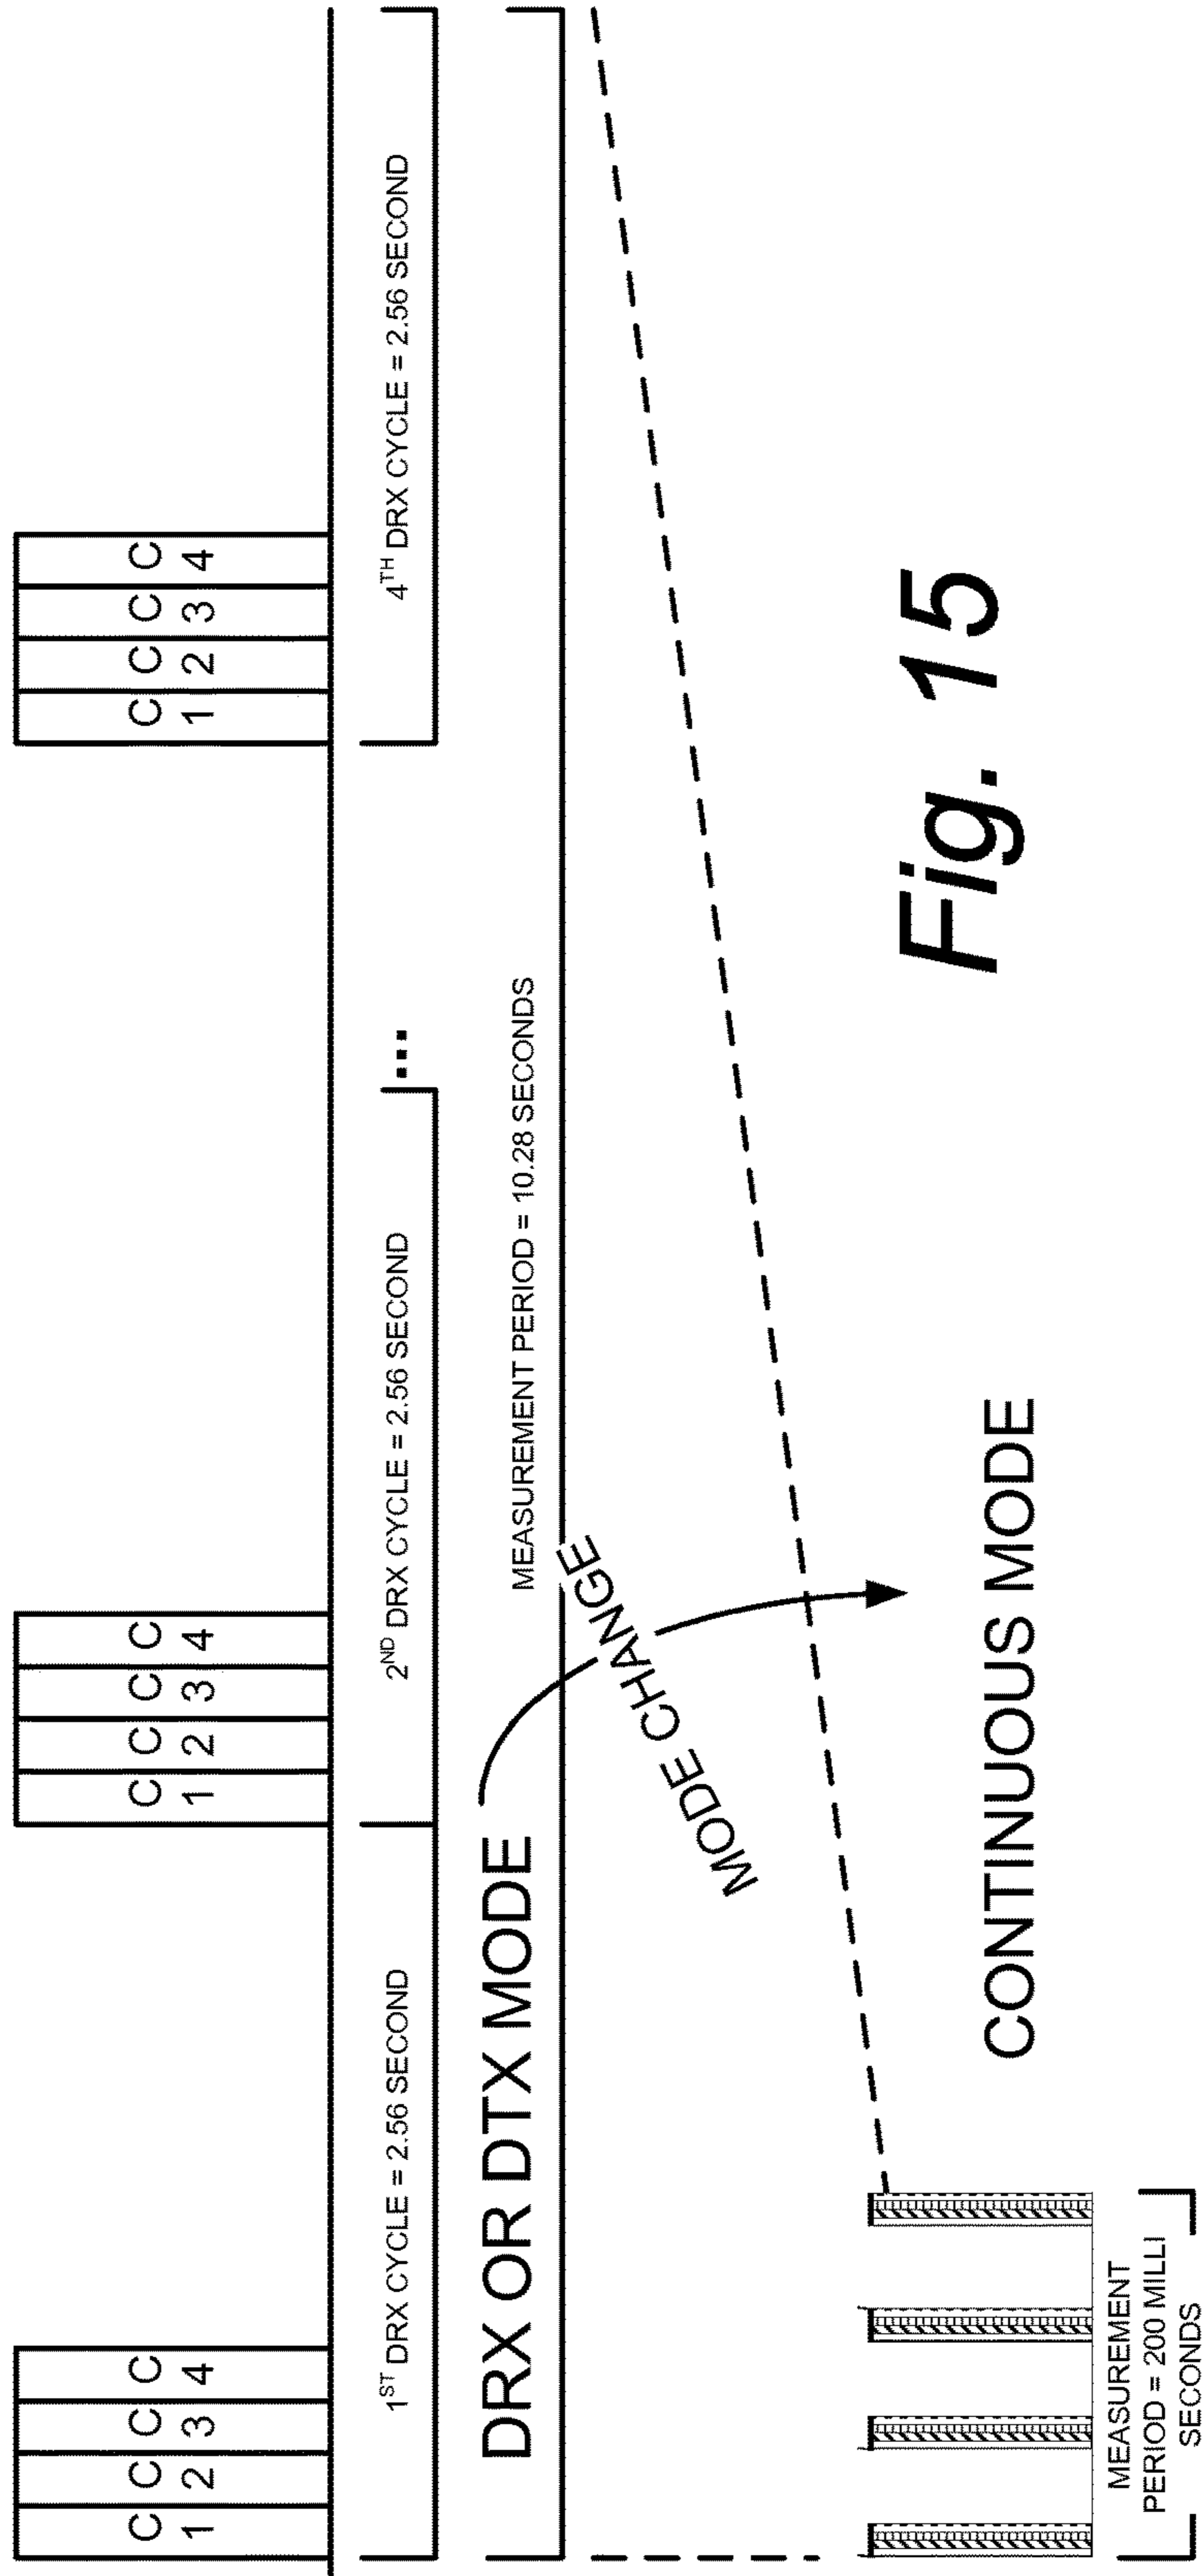 C C C C
1 2 3 4
C C C C
1 2 3 4
C C C C
1 2 3 4
1ST DRX CYCLE = 2.56 SECOND
2ND DRX CYCLE = 2.56 SECOND
...
4TH DRX CYCLE = 2.56 SECOND
DRX OR DTX MODE
MEASUREMENT PERIOD = 10.28 SECONDS
MODE CHANGE
MEASUREMENT
PERIOD = 200 MILLI
SECONDS
CONTINUOUS MODE
Fig. 15